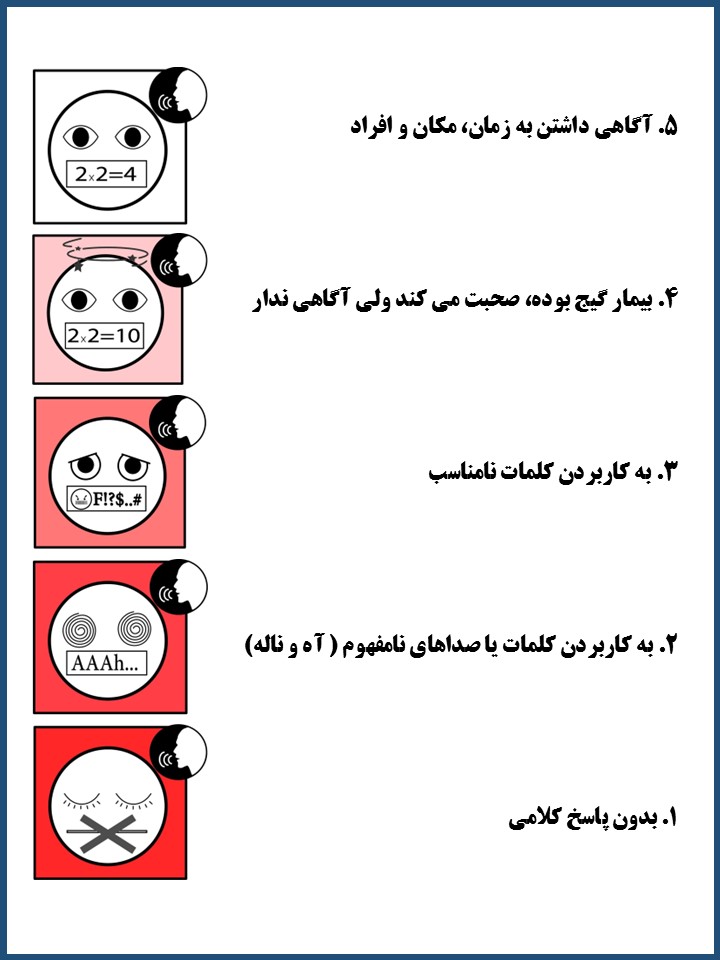 2x2=4
۵. آگاهی داشتن به زمان، مکان و افراد
2x2=10
۴. بیمار گیج بوده، صحبت می کند ولی آگاهی ندار
F!?$..#
۳. به کاربردن کلمات نامناسب
AAAh...
۲. به کاربردن کلمات یا صداهای نامفهوم ( آه و ناله)
۱. بدون پاسخ کلامی